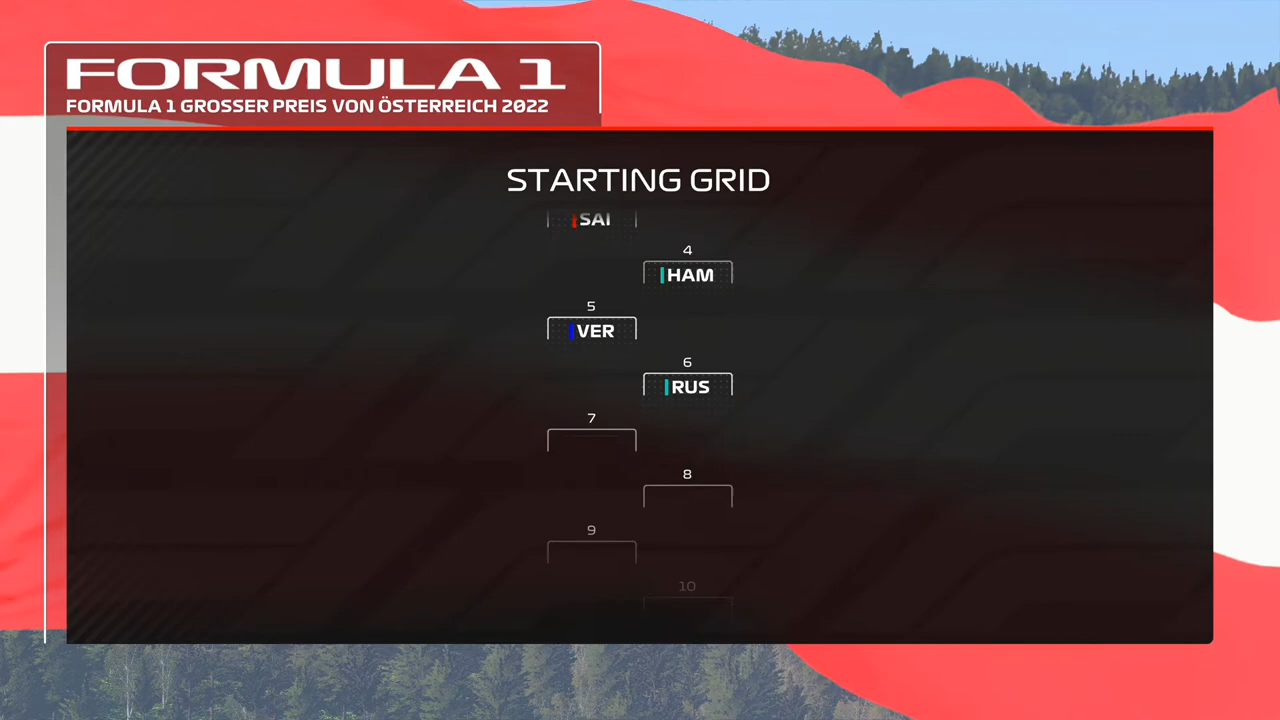 FORMULA 1
FORMULA 1 GROSSER PREIS VON ÖSTERREICH 2022
STARTING GRID
SAI
4
HAM
5
VER
6
RUS
7
8
9
10